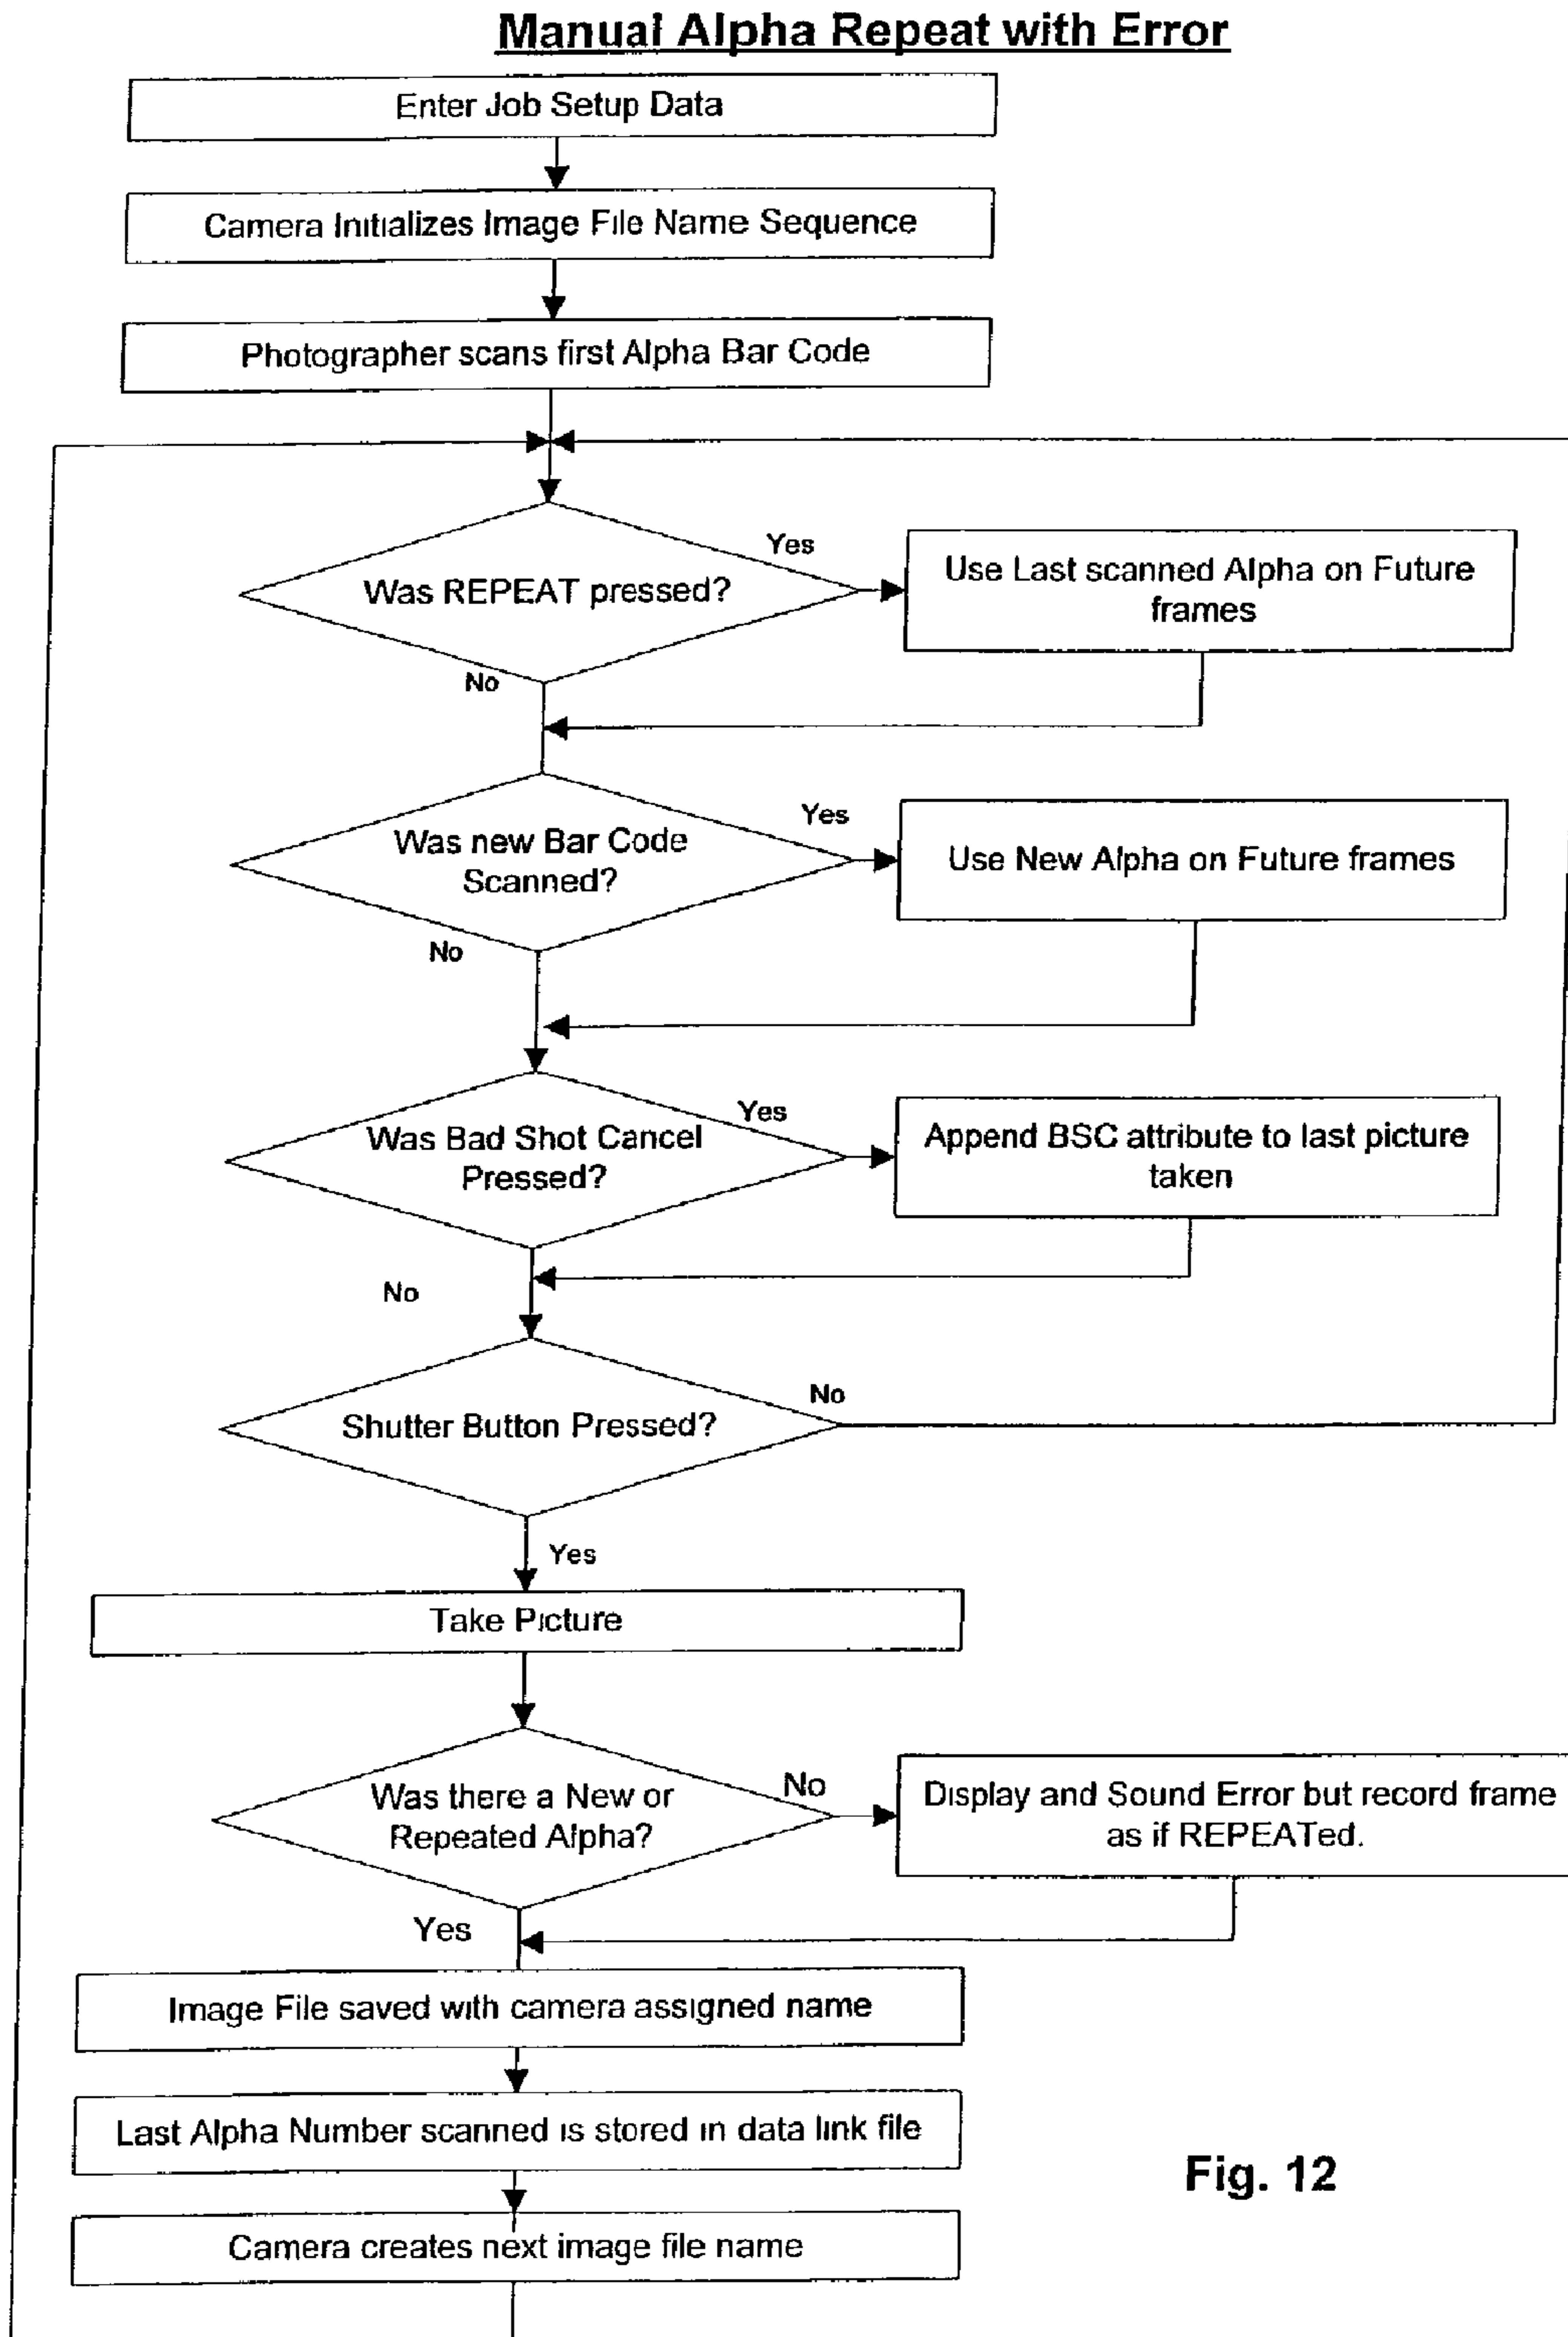 Manual Alpha Repeat with Error
Enter Job Setup Data
Camera Initializes Image File Name Sequence
Photographer scans first Alpha Bar Code
Was REPEAT pressed?
Yes
Use Last scanned Alpha on Future
frames
No
Was new Bar Code
Scanned?
Yes
Use New Alpha on Future frames
No
Was Bad Shot Cancel
Pressed?
Yes
Append BSC attribute to last picture
taken
No
Shutter Button Pressed?
No
Yes
Take Picture
Was there a New or
Repeated Alpha?
No
Display and Sound Error but record frame
as if REPEATed.
Yes
Image File saved with camera assigned name
Last Alpha Number scanned is stored in data link file
Camera creates next image file name
Fig. 12